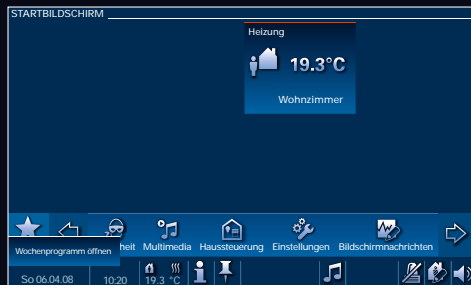 STARTBILDSCHIRM
Heizung
19.3°C
Wohnzimmer
Wochenprogramm öffnen
heit Multimedia Haussteuerung Einstellungen Bildschirmnachrichten
So 06.04.08 10:20 19.3 °C